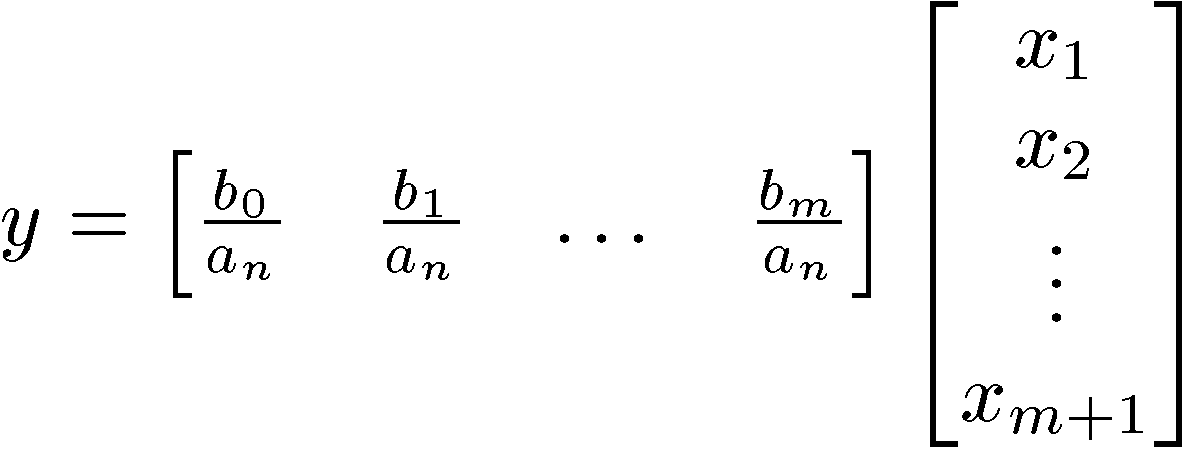 y = [ b_0/a_n b_1/a_n … b_m/a_n ] [ x_1
x_2
⋮
x_{m+1} ]